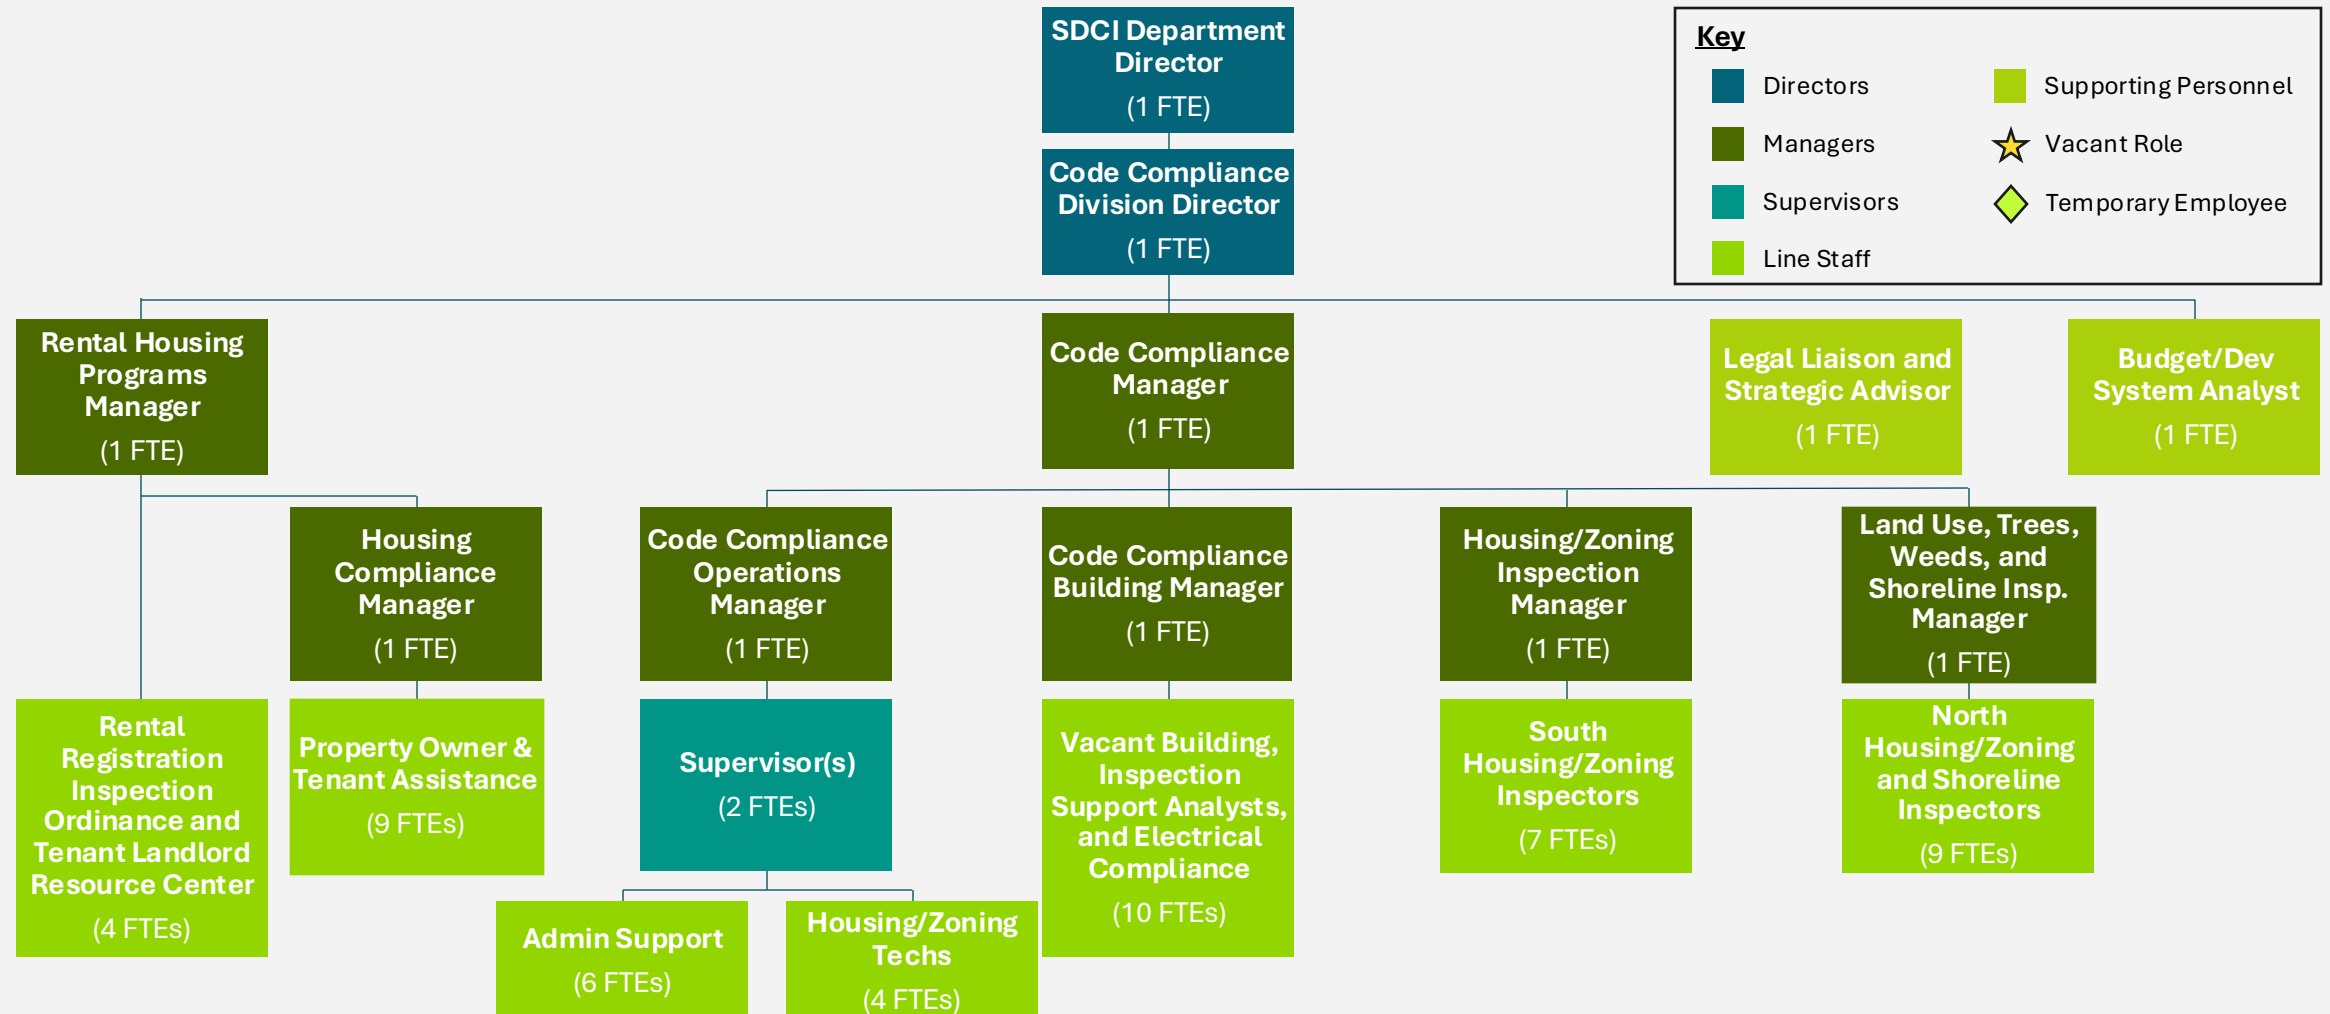 SDCI Department
Director
(1 FTE)
Code Compliance
Division Director
(1 FTE)
Key
Directors
Managers
Supervisors
Line Staff
Supporting Personnel
Vacant Role
Temporary Employee
Rental Housing
Programs
Manager
(1 FTE)
Code Compliance
Manager
(1 FTE)
Legal Liaison and
Strategic Advisor
(1 FTE)
Budget/Dev
System Analyst
(1 FTE)
Housing
Compliance
Manager
(1 FTE)
Code Compliance
Operations
Manager
(1 FTE)
Code Compliance
Building Manager
(1 FTE)
Housing/Zoning
Inspection
Manager
(1 FTE)
Land Use, Trees,
Weeds, and
Shoreline Insp.
Manager
(1 FTE)
Rental
Registration
Inspection
Ordinance and
Tenant Landlord
Resource Center
(4 FTEs)
Property Owner &
Tenant Assistance
(9 FTEs)
Supervisor(s)
(2 FTEs)
Vacant Building,
Inspection
Support Analysts,
and Electrical
Compliance
(10 FTEs)
South
Housing/Zoning
Inspectors
(7 FTEs)
North
Housing/Zoning
and Shoreline
Inspectors
(9 FTEs)
Admin Support
(6 FTEs)
Housing/Zoning
Techs
(4 FTEs)